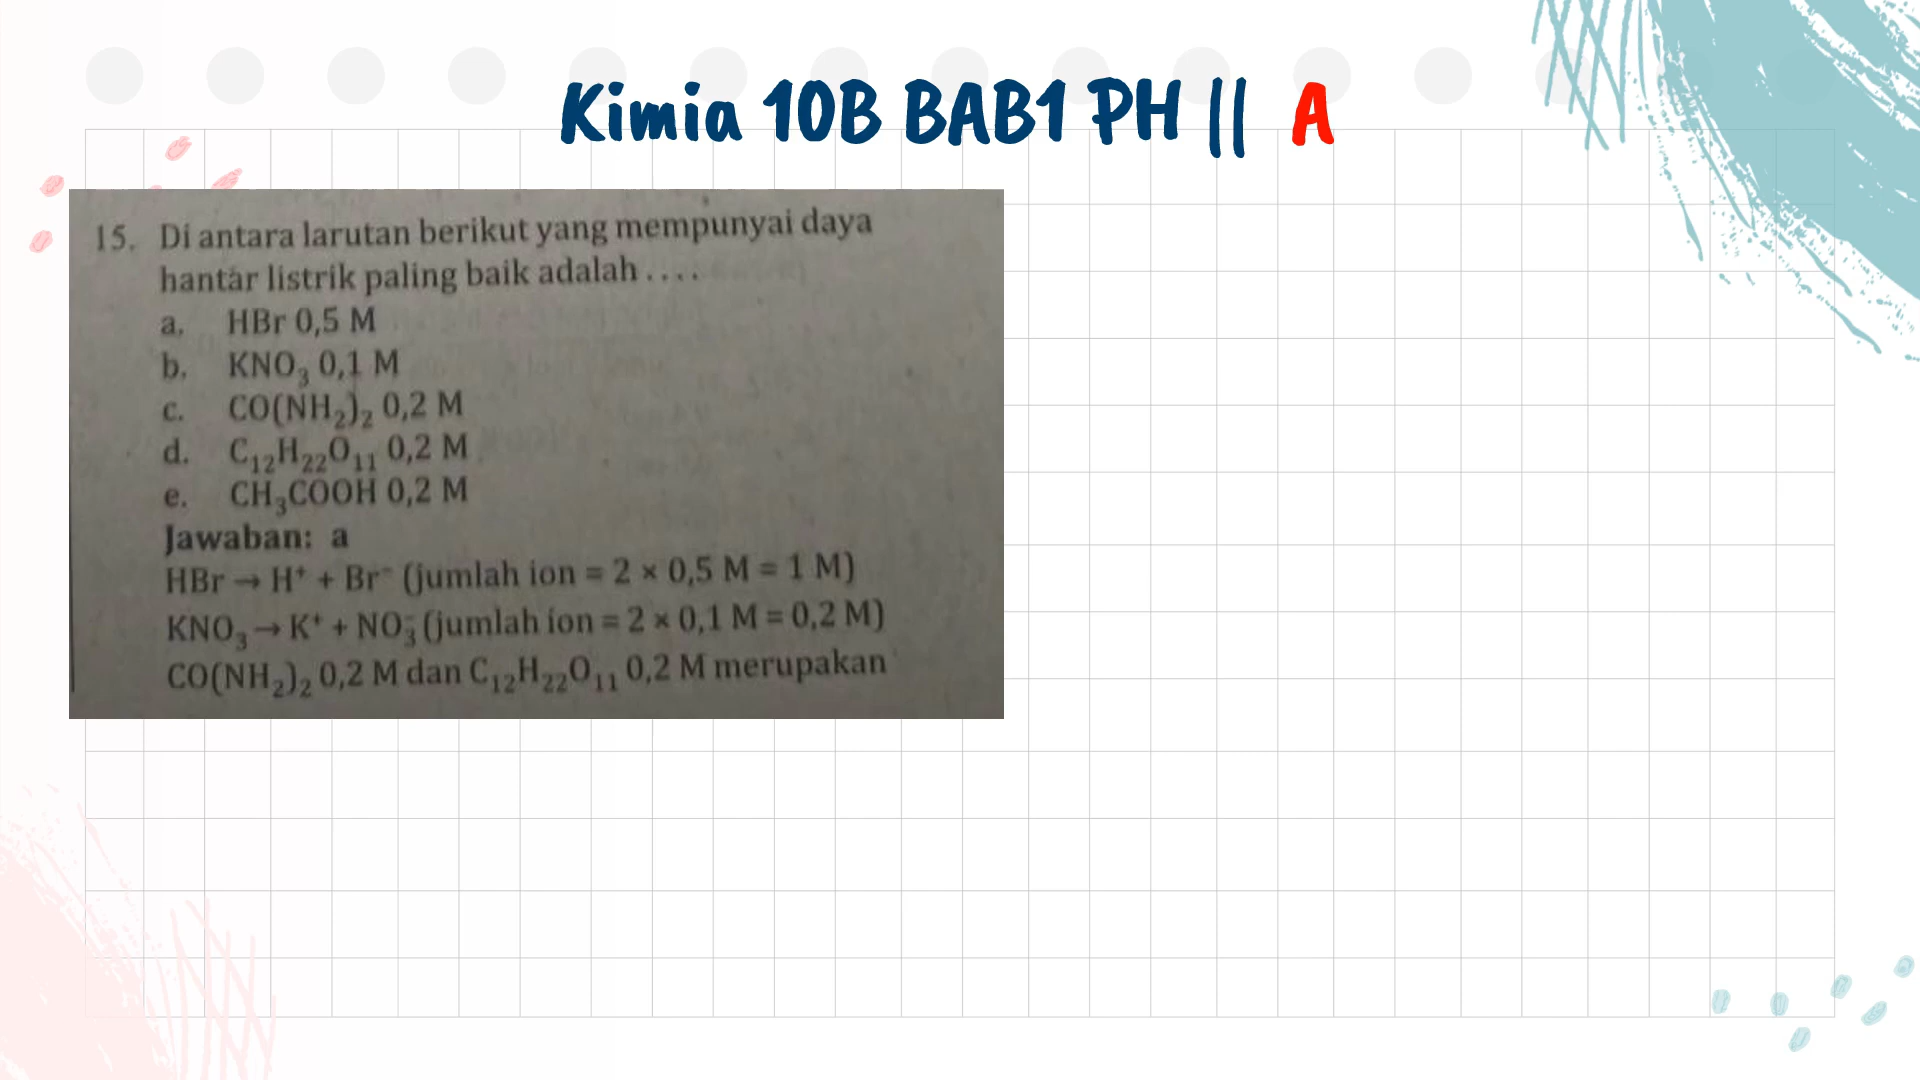 Kimia 10B BAB1 PH || A
15. Di antara larutan berikut yang mempunyai daya
hantar listrik paling baik adalah . . . .
a. HBr 0,5 M
b. KNO₃ 0,1 M
c. CO(NH₂)₂ 0,2 M
d. C₁₂H₂₂O₁₁ 0,2 M
e. CH₃COOH 0,2 M
Jawaban: a
HBr → H⁺ + Br⁻ (jumlah ion = 2 × 0,5 M = 1 M)
KNO₃ → K⁺ + NO₃⁻ (jumlah ion = 2 × 0,1 M = 0,2 M)
CO(NH₂)₂ 0,2 M dan C₁₂H₂₂O₁₁ 0,2 M merupakan